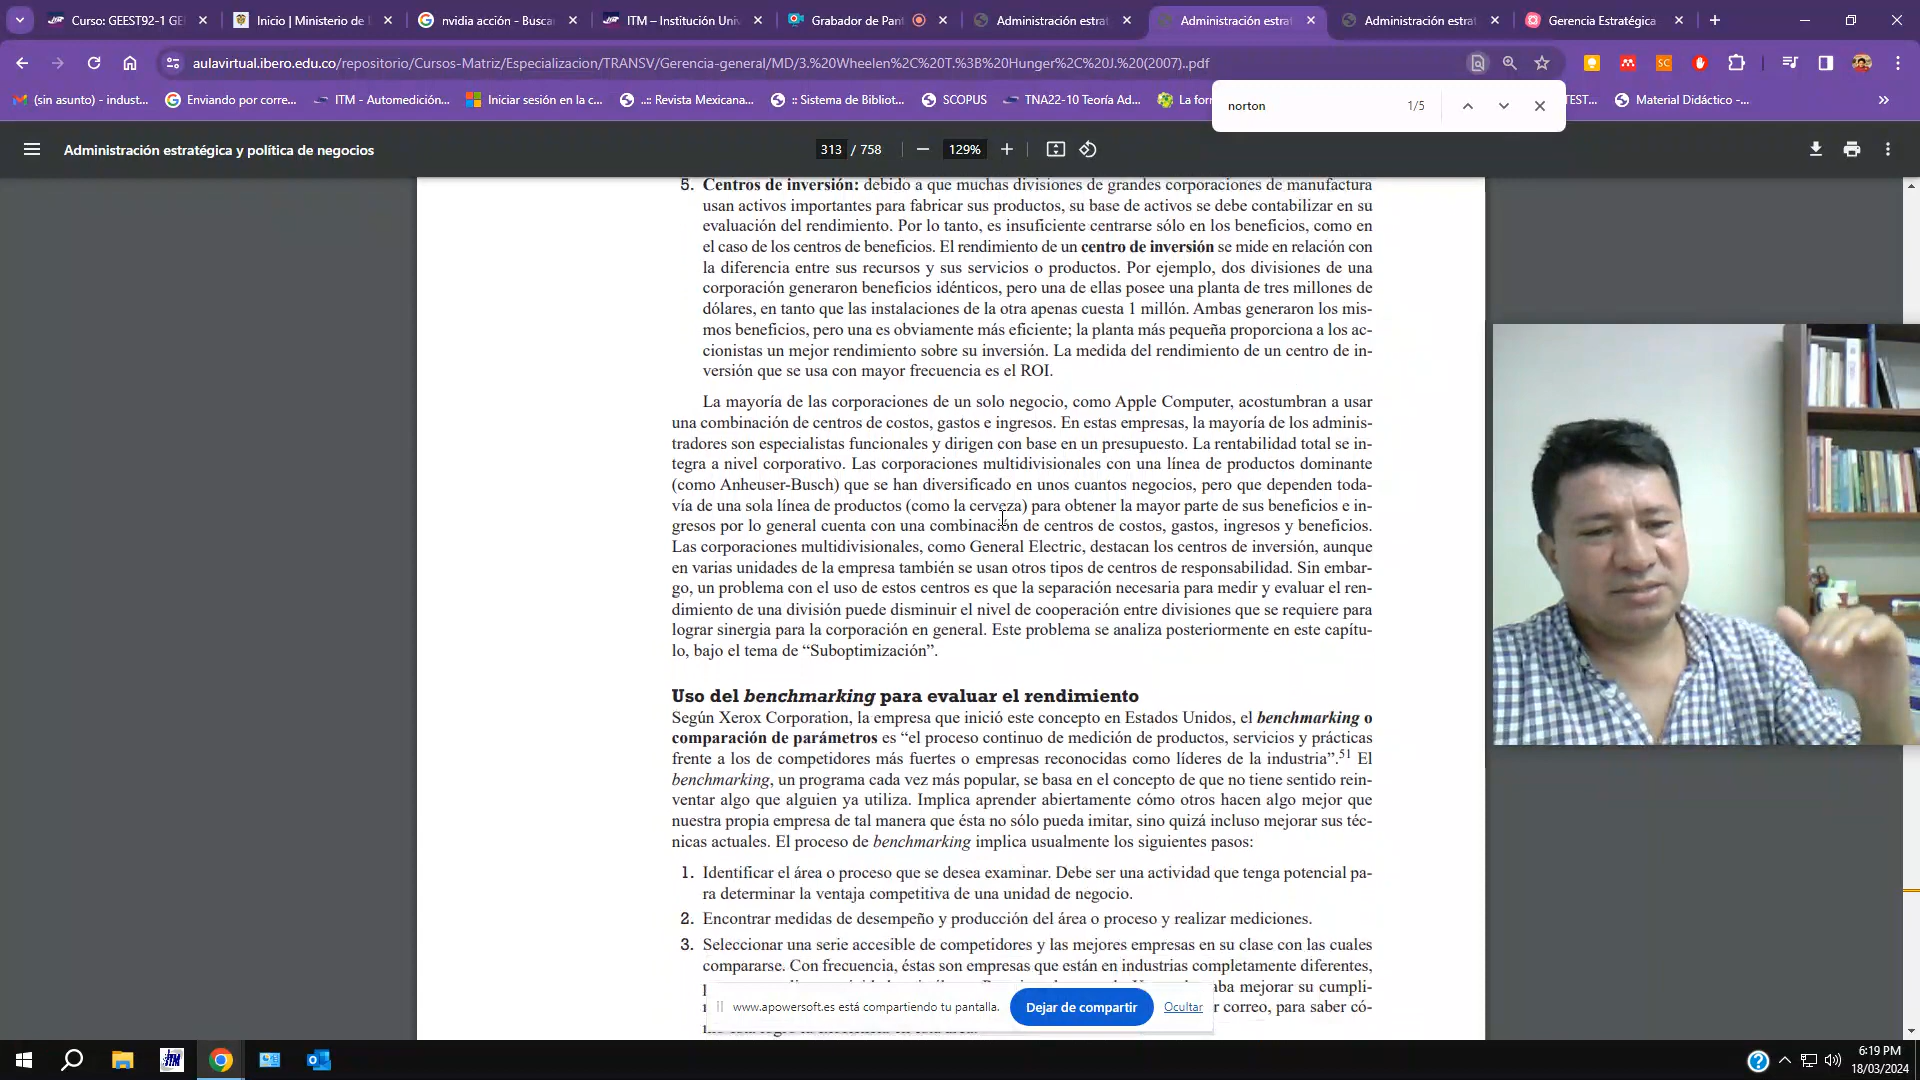 Curso: GEEST92-1 GE
Inicio | Ministerio de
nvidia acción - Busca
ITM – Institución Univ
Grabador de Pant
Administración estrat
Administración estra
Administración estrat
Gerencia Estratégica
aulavirtual.ibero.edu.co/repositorio/Cursos-Matriz/Especializacion/TRANSV/Gerencia-general/MD/3.%20Wheelen%2C%20T.%3B%20Hunger%2C%20J.%20(2007)..pdf
(sin asunto) - indust...
Enviando por corre...
ITM - Automedición...
Iniciar sesión en la c...
..:: Revista Mexicana...
:: Sistema de Bibliot...
SCOPUS
TNA22-10 Teoría Ad...
La forr
TEST...
Material Didáctico -...
norton 1/5
Administración estratégica y política de negocios
313 / 758
129%
5. Centros de inversión: debido a que muchas divisiones de grandes corporaciones de manufactura
usan activos importantes para fabricar sus productos, su base de activos se debe contabilizar en su
evaluación del rendimiento. Por lo tanto, es insuficiente centrarse sólo en los beneficios, como en
el caso de los centros de beneficios. El rendimiento de un centro de inversión se mide en relación con
la diferencia entre sus recursos y sus servicios o productos. Por ejemplo, dos divisiones de una
corporación generaron beneficios idénticos, pero una de ellas posee una planta de tres millones de
dólares, en tanto que las instalaciones de la otra apenas cuesta 1 millón. Ambas generaron los mis-
mos beneficios, pero una es obviamente más eficiente; la planta más pequeña proporciona a los ac-
cionistas un mejor rendimiento sobre su inversión. La medida del rendimiento de un centro de in-
versión que se usa con mayor frecuencia es el ROI.
La mayoría de las corporaciones de un solo negocio, como Apple Computer, acostumbran a usar
una combinación de centros de costos, gastos e ingresos. En estas empresas, la mayoría de los adminis-
tradores son especialistas funcionales y dirigen con base en un presupuesto. La rentabilidad total se in-
tegra a nivel corporativo. Las corporaciones multidivisionales con una línea de productos dominante
(como Anheuser-Busch) que se han diversificado en unos cuantos negocios, pero que dependen toda-
vía de una sola línea de productos (como la cerveza) para obtener la mayor parte de sus beneficios e in-
gresos por lo general cuenta con una combinación de centros de costos, gastos, ingresos y beneficios.
Las corporaciones multidivisionales, como General Electric, destacan los centros de inversión, aunque
en varias unidades de la empresa también se usan otros tipos de centros de responsabilidad. Sin embar-
go, un problema con el uso de estos centros es que la separación necesaria para medir y evaluar el ren-
dimiento de una división puede disminuir el nivel de cooperación entre divisiones que se requiere para
lograr sinergia para la corporación en general. Este problema se analiza posteriormente en este capítu-
lo, bajo el tema de “Suboptimización”.
Uso del benchmarking para evaluar el rendimiento
Según Xerox Corporation, la empresa que inició este concepto en Estados Unidos, el benchmarking o
comparación de parámetros es “el proceso continuo de medición de productos, servicios y prácticas
frente a los de competidores más fuertes o empresas reconocidas como líderes de la industria”.51 El
benchmarking, un programa cada vez más popular, se basa en el concepto de que no tiene sentido rein-
ventar algo que alguien ya utiliza. Implica aprender abiertamente cómo otros hacen algo mejor que
nuestra propia empresa de tal manera que ésta no sólo pueda imitar, sino quizá incluso mejorar sus téc-
nicas actuales. El proceso de benchmarking implica usualmente los siguientes pasos:
1. Identificar el área o proceso que se desea examinar. Debe ser una actividad que tenga potencial pa-
ra determinar la ventaja competitiva de una unidad de negocio.
2. Encontrar medidas de desempeño y producción del área o proceso y realizar mediciones.
3. Seleccionar una serie accesible de competidores y las mejores empresas en su clase con las cuales
compararse. Con frecuencia, éstas son empresas que están en industrias completamente diferentes,
aba mejorar su cumpli-
r correo, para saber có-
www.apowersoft.es está compartiendo tu pantalla.
Dejar de compartir
Ocultar
6:19 PM
18/03/2024